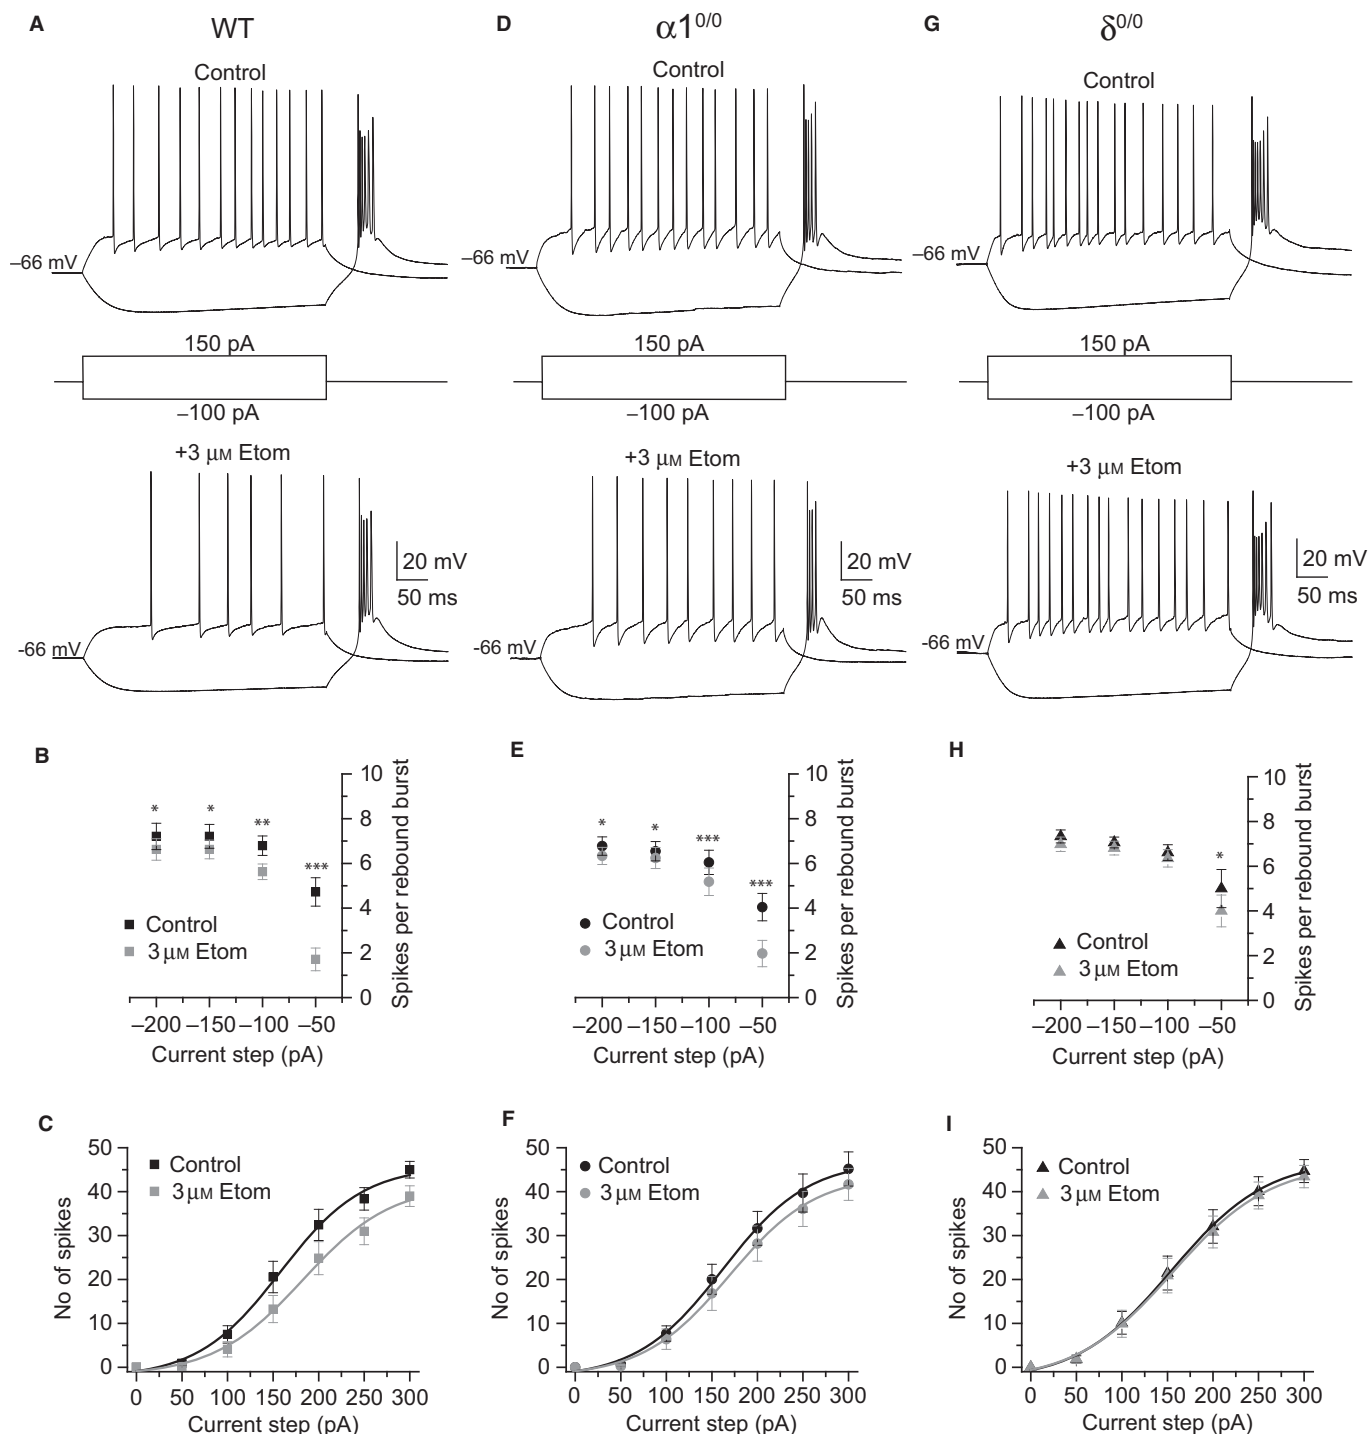 A
WT
Control
–66 mV
150 pA
–100 pA
+3 μM Etom
20 mV
50 ms
-66 mV
D
α1⁰/⁰
Control
–66 mV
150 pA
–100 pA
+3 μM Etom
20 mV
50 ms
-66 mV
G
δ⁰/⁰
Control
–66 mV
150 pA
–100 pA
+3 μM Etom
20 mV
50 ms
-66 mV
B
* * ** ***
10
8
6
4
2
0
Spikes per rebound burst
Control
3 μM Etom
–200 –150 –100 –50
Current step (pA)
E
* * *** ***
10
8
6
4
2
0
Spikes per rebound burst
Control
3 μM Etom
–200 –150 –100 –50
Current step (pA)
H
*
10
8
6
4
2
0
Spikes per rebound burst
Control
3 μM Etom
–200 –150 –100 –50
Current step (pA)
C
50
40
30
20
10
0
No of spikes
Control
3 μM Etom
0 50 100 150 200 250 300
Current step (pA)
F
50
40
30
20
10
0
No of spikes
Control
3 μM Etom
0 50 100 150 200 250 300
Current step (pA)
I
50
40
30
20
10
0
No of spikes
Control
3 μM Etom
0 50 100 150 200 250 300
Current step (pA)